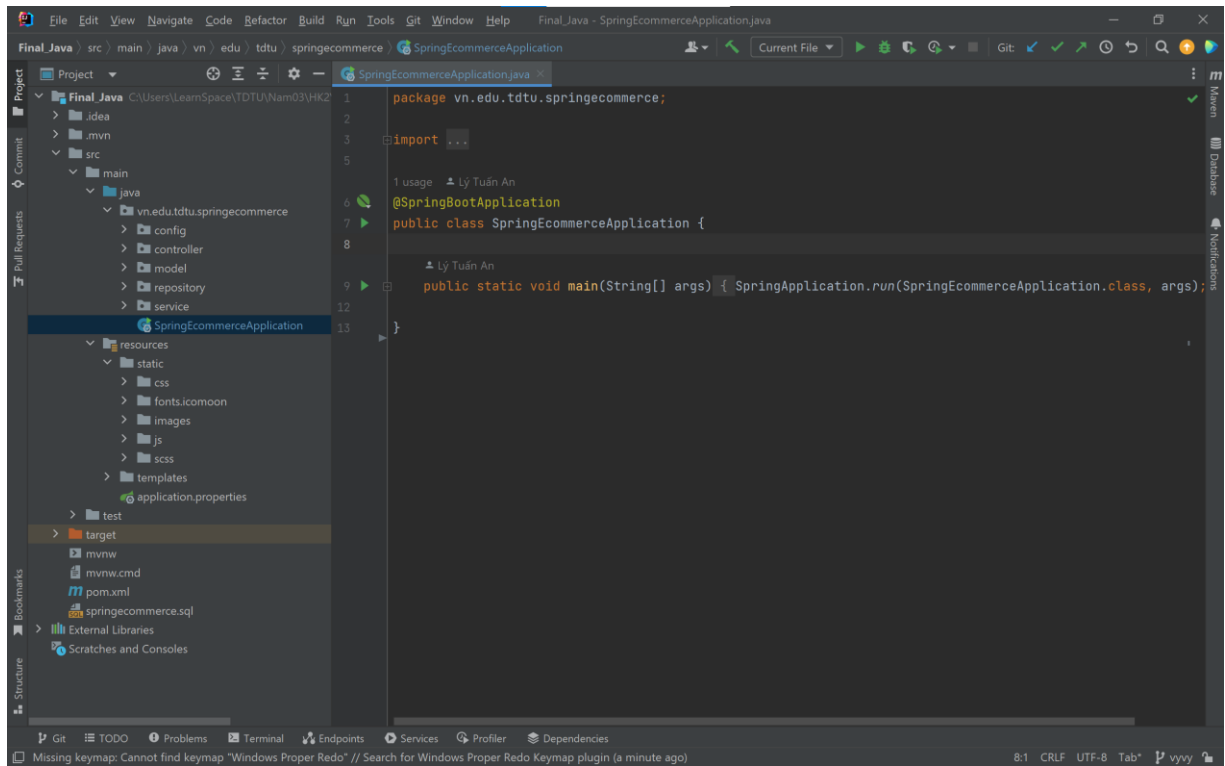 File Edit View Navigate Code Refactor Build Run Tools Git Window Help Final_Java - SpringEcommerceApplication.java
Final_Java src main java vn edu tdtu springecommerce SpringEcommerceApplication Current File Git:
Project
SpringEcommerceApplication.java
Final_Java C:\Users\LearnSpace\TDTU\Nam03\HK2
.idea
.mvn
src
main
java
vn.edu.tdtu.springecommerce
config
controller
model
repository
service
SpringEcommerceApplication
resources
static
css
fonts.icomoon
images
js
scss
templates
application.properties
test
target
mvnw
mvnw.cmd
pom.xml
springecommerce.sql
External Libraries
Scratches and Consoles
1 package vn.edu.tdtu.springecommerce;
2
3 import ...
5
1 usage Lý Tuấn An
6 @SpringBootApplication
7 public class SpringEcommerceApplication {
8
Lý Tuấn An
9 public static void main(String[] args) { SpringApplication.run(SpringEcommerceApplication.class, args);
12
13 }
Project
Commit
Pull Requests
Bookmarks
Structure
m
Maven
Database
Notifications
Git TODO Problems Terminal Endpoints Services Profiler Dependencies
Missing keymap: Cannot find keymap "Windows Proper Redo" // Search for Windows Proper Redo Keymap plugin (a minute ago) 8:1 CRLF UTF-8 Tab* vyvy